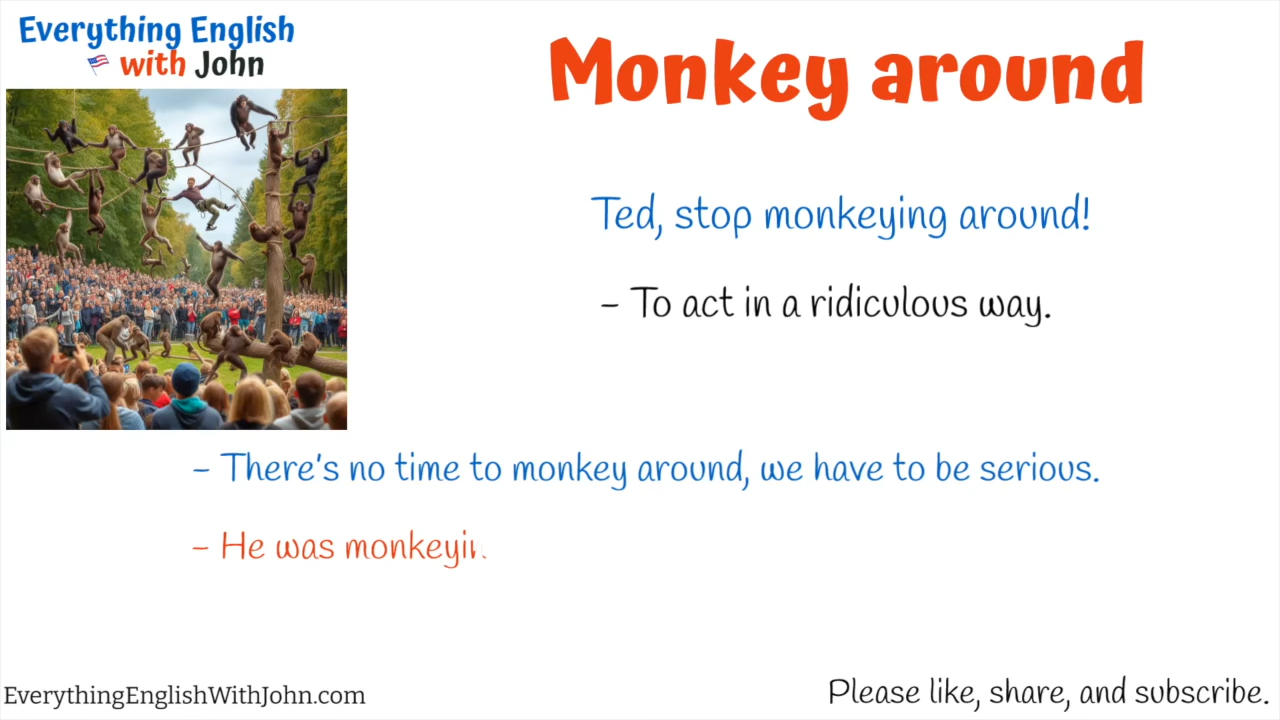 Everything English
with John
Monkey around
Ted, stop monkeying around!
- To act in a ridiculous way.
- There's no time to monkey around, we have to be serious.
- He was
EverythingEnglishWithJohn.com
Please like, share, and subscribe.